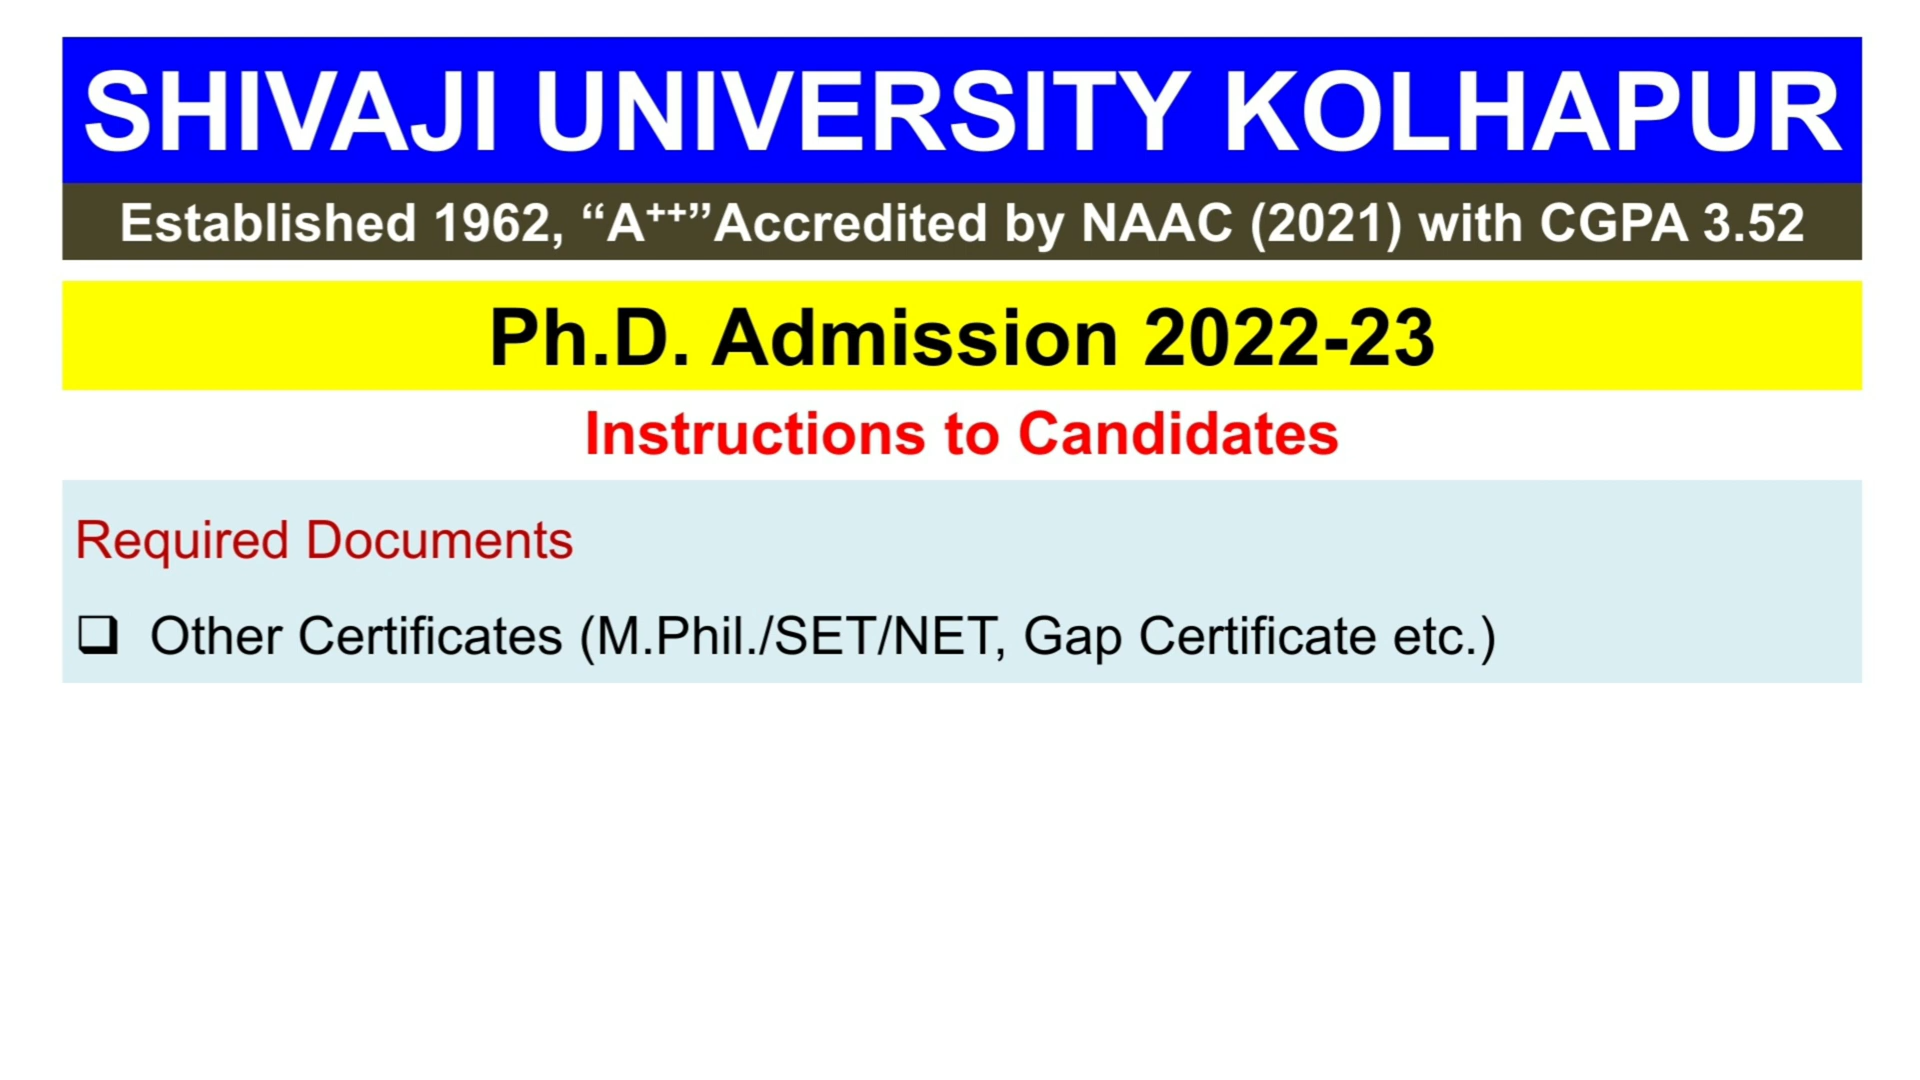 SHIVAJI UNIVERSITY KOLHAPUR
Established 1962, “A⁺⁺”Accredited by NAAC (2021) with CGPA 3.52
Ph.D. Admission 2022-23
Instructions to Candidates
Required Documents
❑ Other Certificates (M.Phil./SET/NET, Gap Certificate etc.)